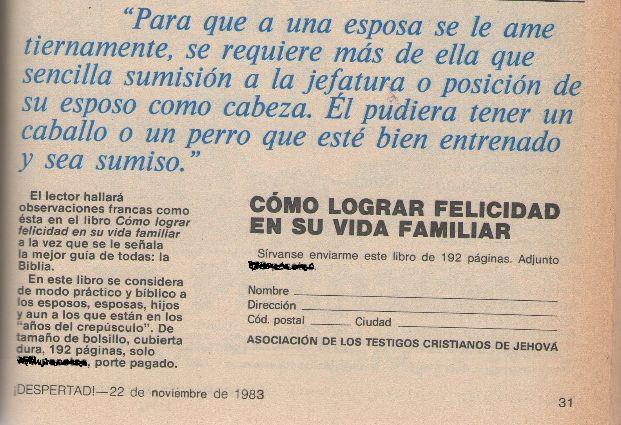 “Para que a una esposa se le ame
tiernamente, se requiere más de ella que
sencilla sumisión a la jefatura o posición de
su esposo como cabeza. Él pudiera tener un
caballo o un perro que esté bien entrenado
y sea sumiso.”
El lector hallará
observaciones francas como
ésta en el libro Cómo lograr
felicidad en su vida familiar
a la vez que se le señala
la mejor guía de todas: la
Biblia.
En este libro se considera
de modo práctico y bíblico a
los esposos, esposas, hijos
y aun a los que están en los
“años del crepúsculo”. De
tamaño de bolsillo, cubierta
dura, 192 páginas, solo
, porte pagado.
CÓMO LOGRAR FELICIDAD
EN SU VIDA FAMILIAR
Sírvanse enviarme este libro de 192 páginas. Adjunto
Nombre
Dirección
Cód. postal Ciudad
ASOCIACIÓN DE LOS TESTIGOS CRISTIANOS DE JEHOVÁ
¡DESPERTAD!—22 de noviembre de 1983
31